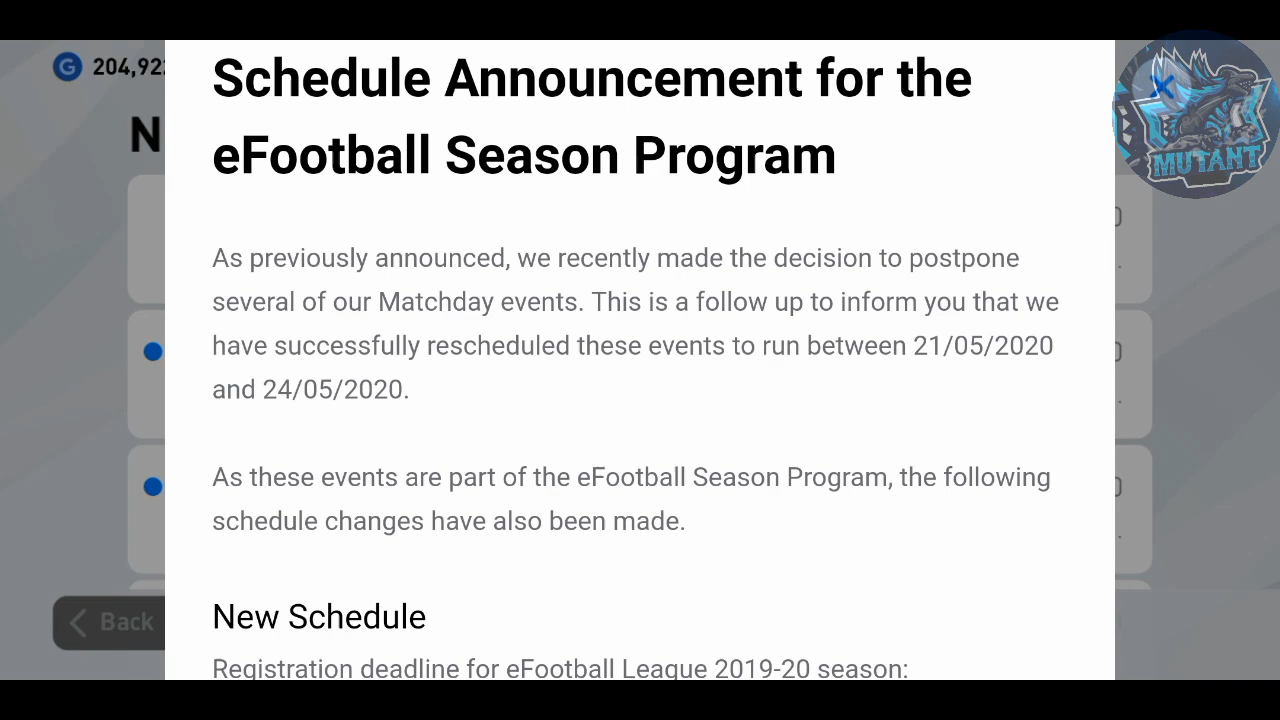 204,92
Schedule Announcement for the
eFootball Season Program
N
MUTANT
As previously announced, we recently made the decision to postpone
several of our Matchday events. This is a follow up to inform you that we
have successfully rescheduled these events to run between 21/05/2020
and 24/05/2020.
As these events are part of the eFootball Season Program, the following
schedule changes have also been made.
New Schedule
Back
Registration deadline for eFootball League 2019-20 season: